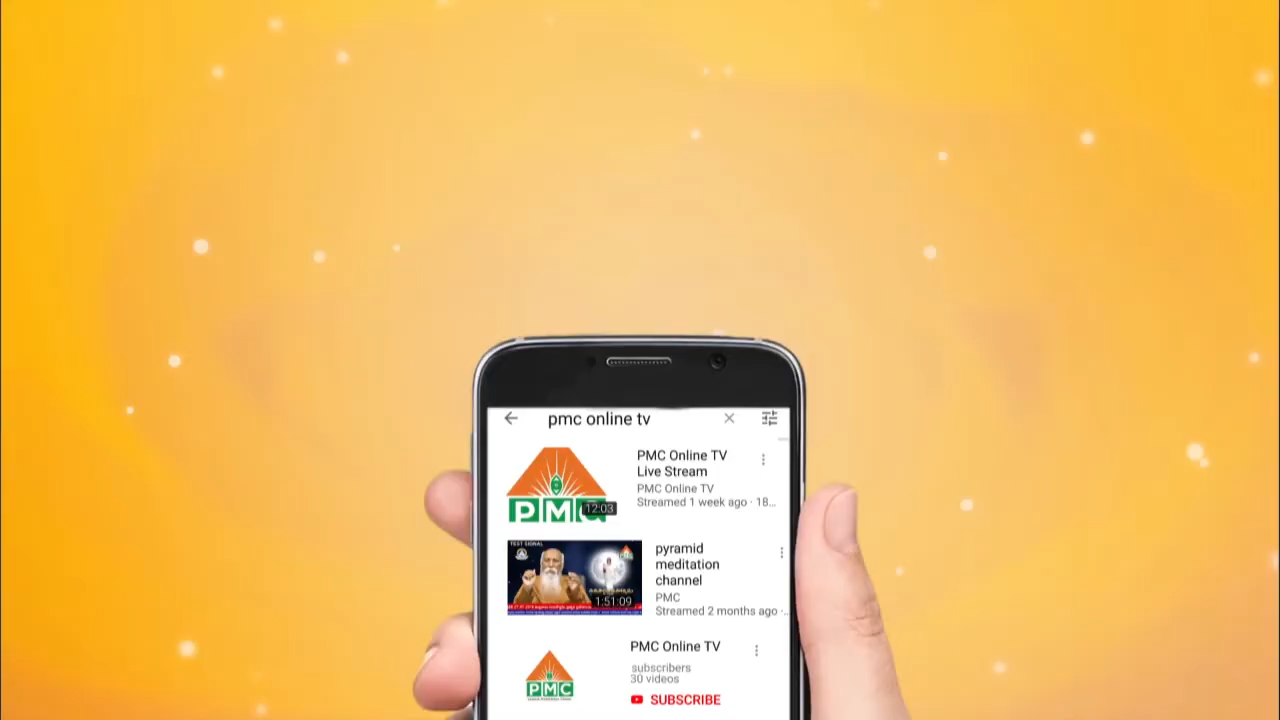 pmc online tv
PMC Online TV
Live Stream
PMC Online TV
Streamed 1 week ago · 18...
PMC
12:03
TEST SIGNAL
1:51:09
pyramid
meditation
channel
PMC
Streamed 2 months ago ·..
PMC Online TV
subscribers
30 videos
SUBSCRIBE
PMC